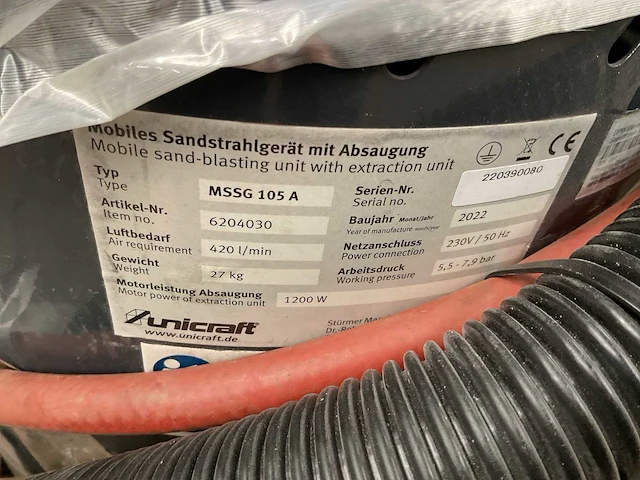 Mobiles Sandstrahlgerät mit Absaugung
Mobile sand-blasting unit with extraction unit
CE
Typ
Type
MSSG 105 A
Artikel-Nr.
Item no.
6204030
Luftbedarf
Air requirement
420 l/min
Gewicht
Weight
27 kg
Motorleistung Absaugung
Motor power of extraction unit
1200 W
Serien-Nr.
Serial no.
220390080
Baujahr Monat/Jahr
Year of manufacture month/year
2022
Netzanschluss
Power connection
230V / 50 Hz
Arbeitsdruck
Working pressure
5,5 - 7,9 bar
unicraft
www.unicraft.de
Stürmer